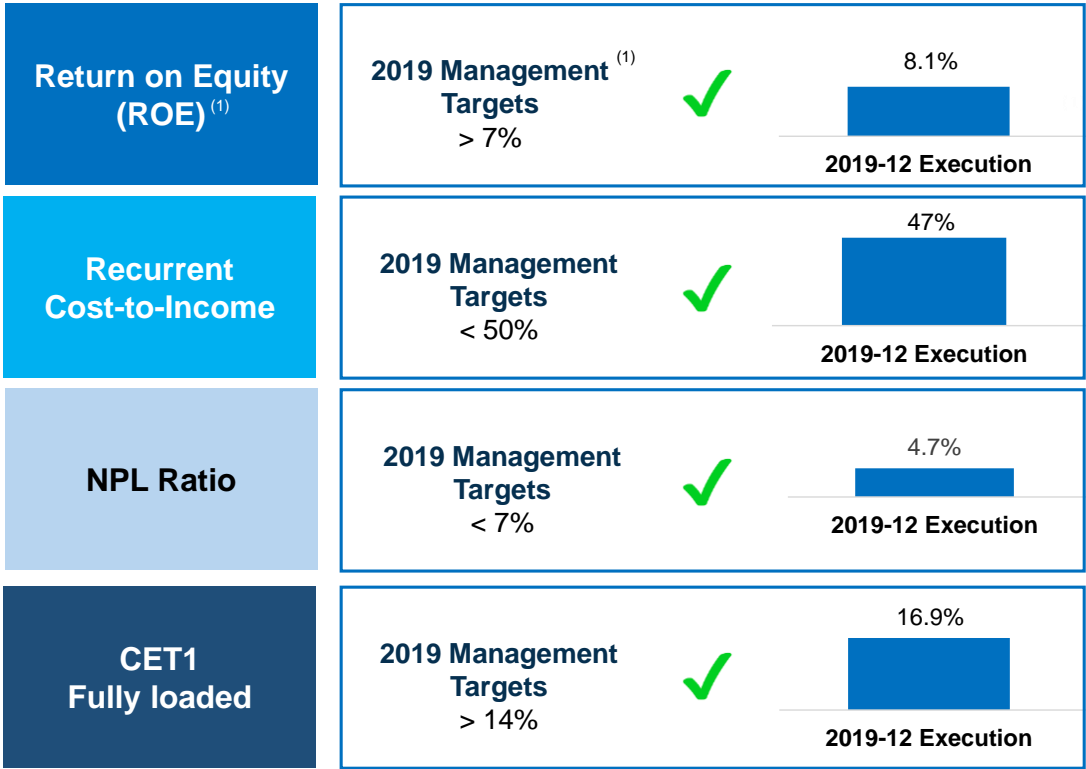 Return on Equity
(ROE) (1)
2019 Management (1)
Targets
> 7%
8.1%
2019-12 Execution
Recurrent
Cost-to-Income
2019 Management
Targets
< 50%
47%
2019-12 Execution
NPL Ratio
2019 Management
Targets
< 7%
4.7%
2019-12 Execution
CET1
Fully loaded
2019 Management
Targets
> 14%
16.9%
2019-12 Execution